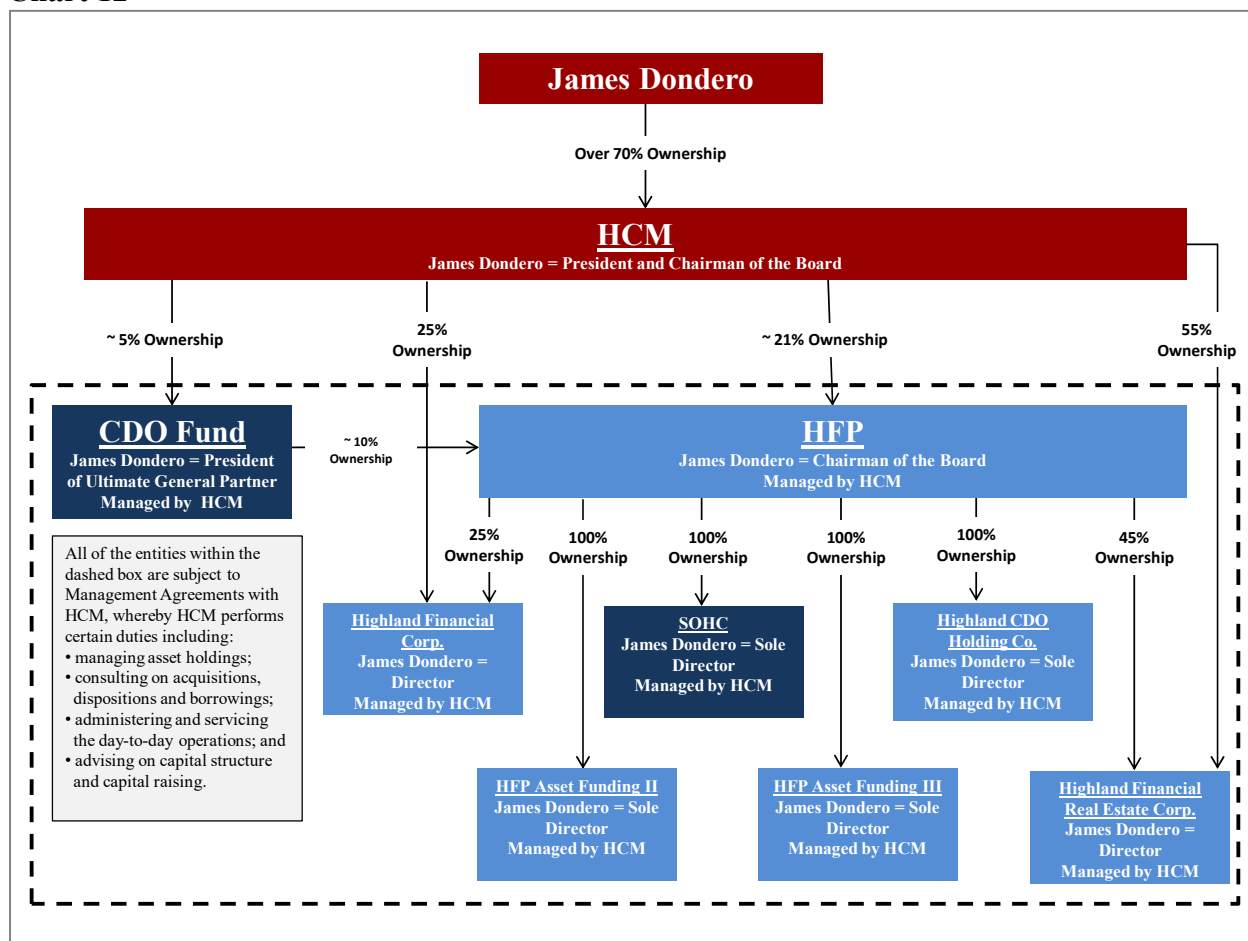 James Dondero
Over 70% Ownership
HCM
James Dondero = President and Chairman of the Board
~ 5% Ownership
25%
Ownership
~ 21% Ownership
55%
Ownership
CDO Fund
James Dondero = President
of Ultimate General Partner
Managed by HCM
~ 10%
Ownership
HFP
James Dondero = Chairman of the Board
Managed by HCM
All of the entities within the
dashed box are subject to
Management Agreements with
HCM, whereby HCM performs
certain duties including:
• managing asset holdings;
• consulting on acquisitions,
dispositions and borrowings;
• administering and servicing
the day-to-day operations; and
• advising on capital structure
and capital raising.
25%
Ownership
100%
Ownership
100%
Ownership
100%
Ownership
100%
Ownership
45%
Ownership
Highland Financial
Corp.
James Dondero =
Director
Managed by HCM
SOHC
James Dondero = Sole
Director
Managed by HCM
Highland CDO
Holding Co.
James Dondero = Sole
Director
Managed by HCM
HFP Asset Funding II
James Dondero = Sole
Director
Managed by HCM
HFP Asset Funding III
James Dondero = Sole
Director
Managed by HCM
Highland Financial
Real Estate Corp.
James Dondero =
Director
Managed by HCM